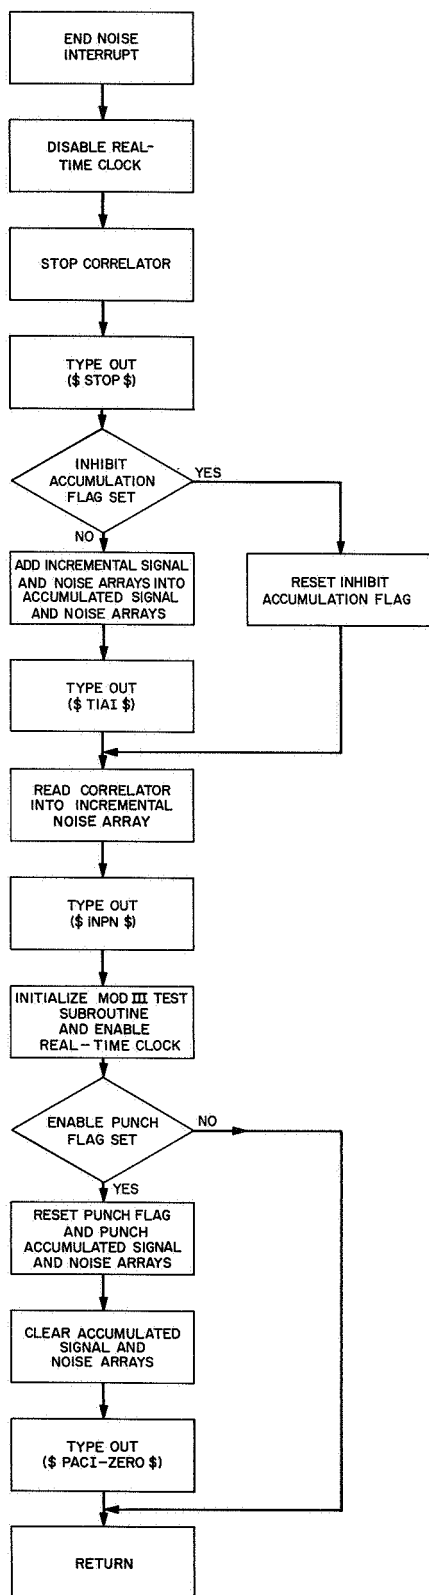 END NOISE
INTERRUPT
DISABLE REAL-
TIME CLOCK
STOP CORRELATOR
TYPE OUT
($ STOP $)
INHIBIT
ACCUMULATION
FLAG SET
YES
NO
ADD INCREMENTAL SIGNAL
AND NOISE ARRAYS INTO
ACCUMULATED SIGNAL
AND NOISE ARRAYS
RESET INHIBIT
ACCUMULATION FLAG
TYPE OUT
($ TIAI $)
READ CORRELATOR
INTO INCREMENTAL
NOISE ARRAY
TYPE OUT
($ INPN $)
INITIALIZE MOD III TEST
SUBROUTINE
AND ENABLE
REAL-TIME CLOCK
ENABLE PUNCH
FLAG SET
NO
YES
RESET PUNCH FLAG
AND PUNCH
ACCUMULATED SIGNAL
AND NOISE ARRAYS
CLEAR ACCUMULATED
SIGNAL AND
NOISE ARRAYS
TYPE OUT
($ PACI-ZERO $)
RETURN